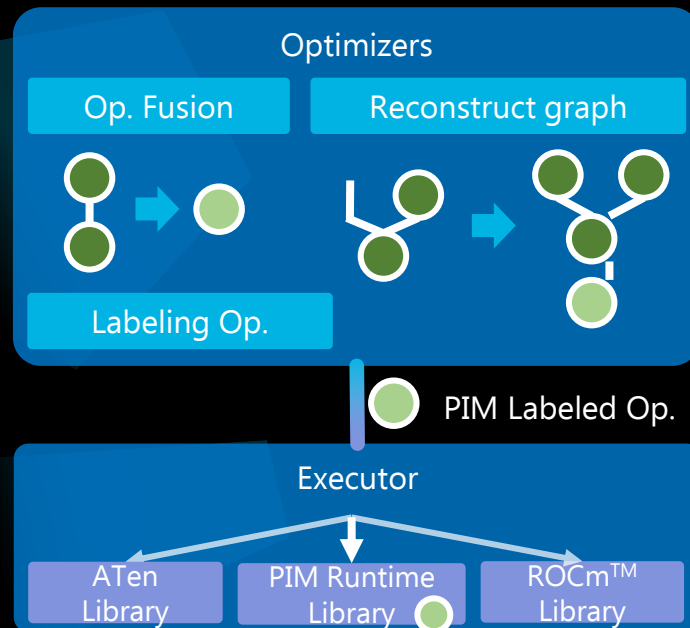 Optimizers
Op. Fusion
Reconstruct graph
Labeling Op.
PIM Labeled Op.
Executor
ATen
Library
PIM Runtime
Library
ROCm™
Library